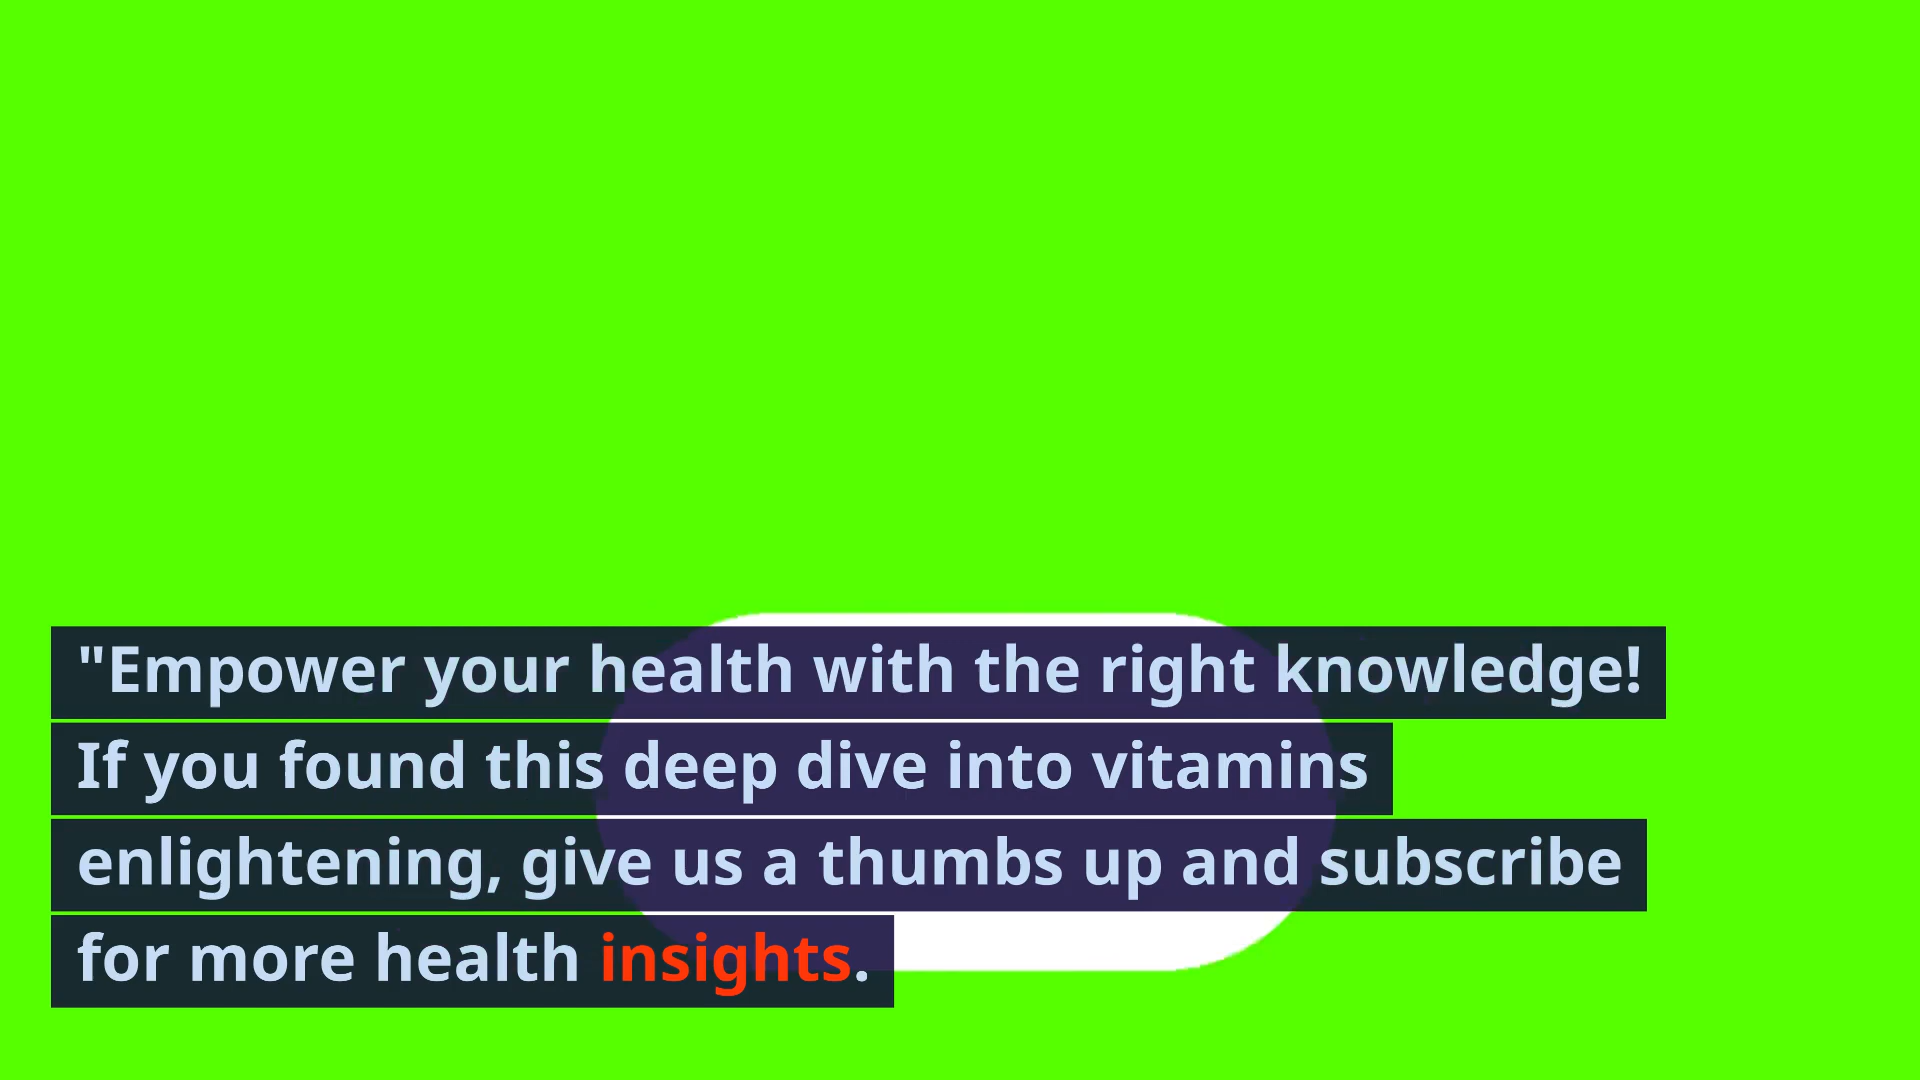 "Empower your health with the right knowledge!
If you found this deep dive into vitamins
enlightening, give us a thumbs up and subscribe
for more health insights.